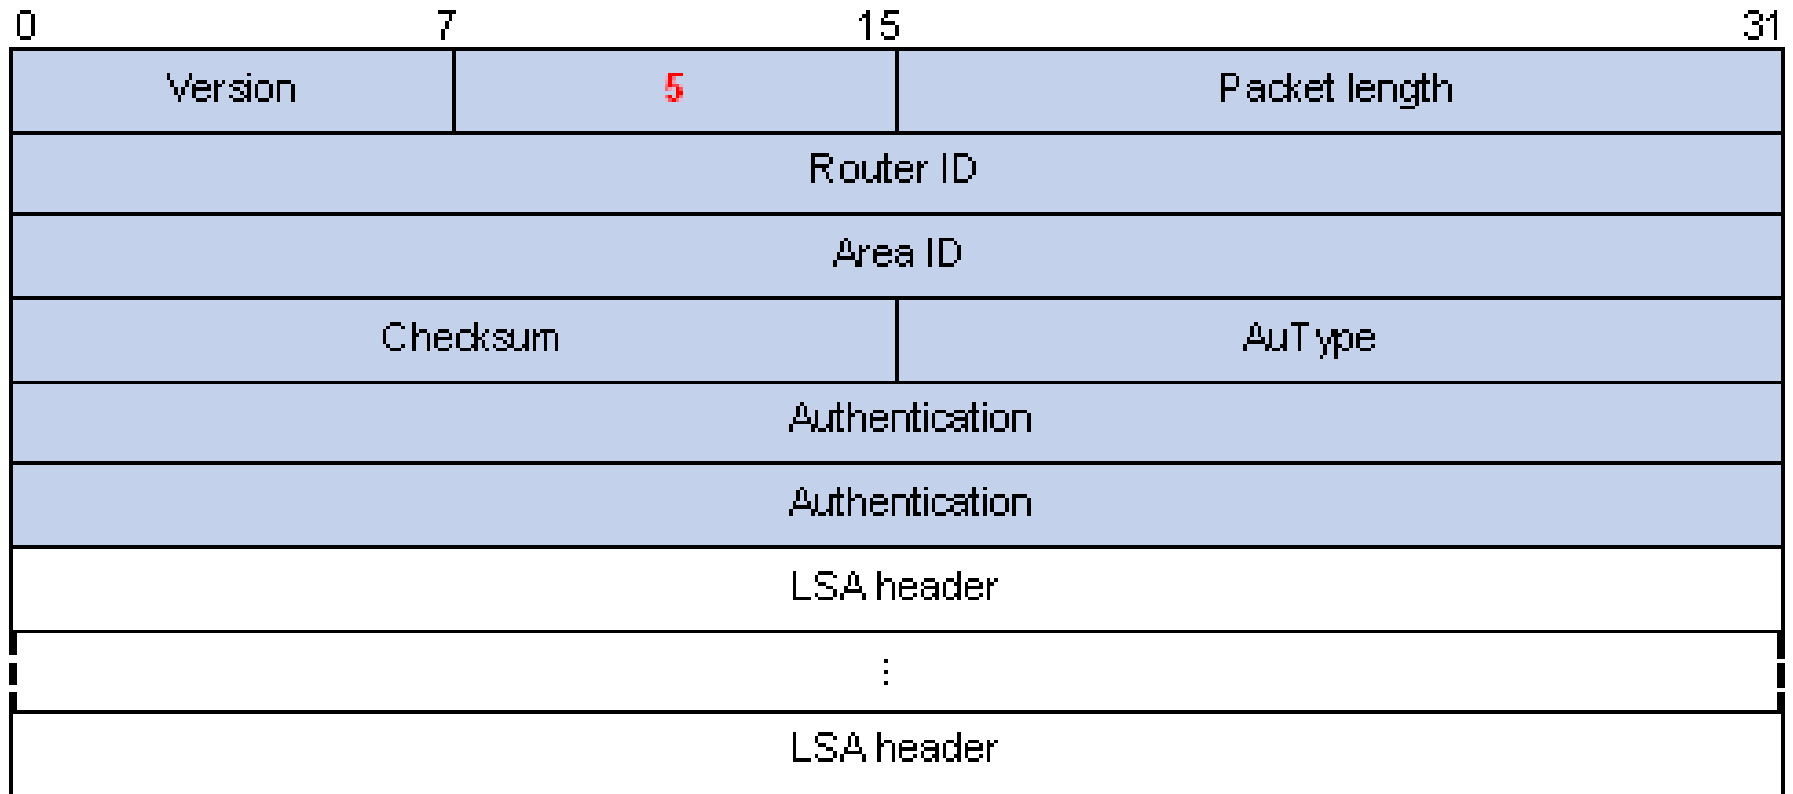 0 7 15 31
Version 5 Packet length
Router ID
Area ID
Checksum AuType
Authentication
Authentication
LSA header
⋮
LSA header